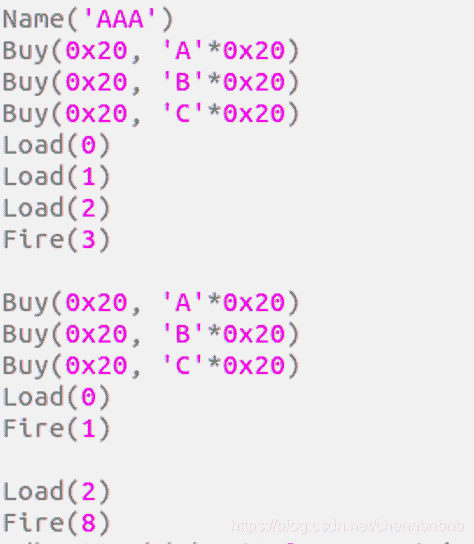 Name('AAA')
Buy(0x20, 'A'*0x20)
Buy(0x20, 'B'*0x20)
Buy(0x20, 'C'*0x20)
Load(0)
Load(1)
Load(2)
Fire(3)
Buy(0x20, 'A'*0x20)
Buy(0x20, 'B'*0x20)
Buy(0x20, 'C'*0x20)
Load(0)
Fire(1)
Load(2)
Fire(8)
https://blog.csdn.net/chennbnbnb